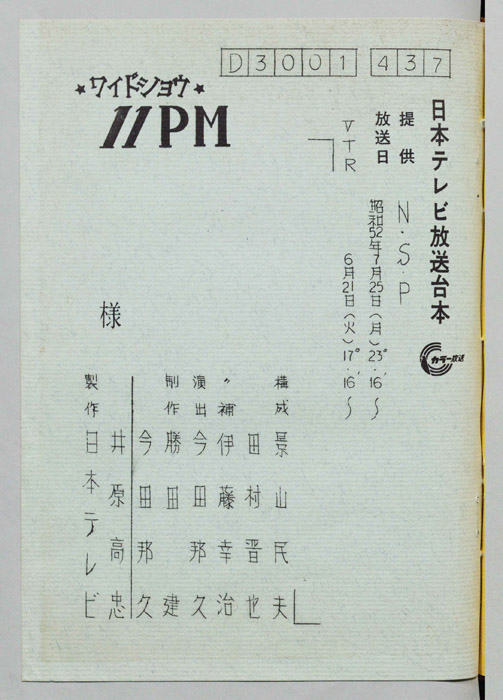 D3001 437
☆ワイドショウ☆
11PM
日本テレビ放送台本
カラー放送
提供 N.S.P
放送日 昭和52年7月25日(月)23°.16'〜
VTR 6月21日(火)17°.16'〜
様
構成 景山民夫
田村晋也
〃補 伊藤幸治
演出 今田邦久
制作 勝田建
今田邦久
井原高忠
製作 日本テレビ